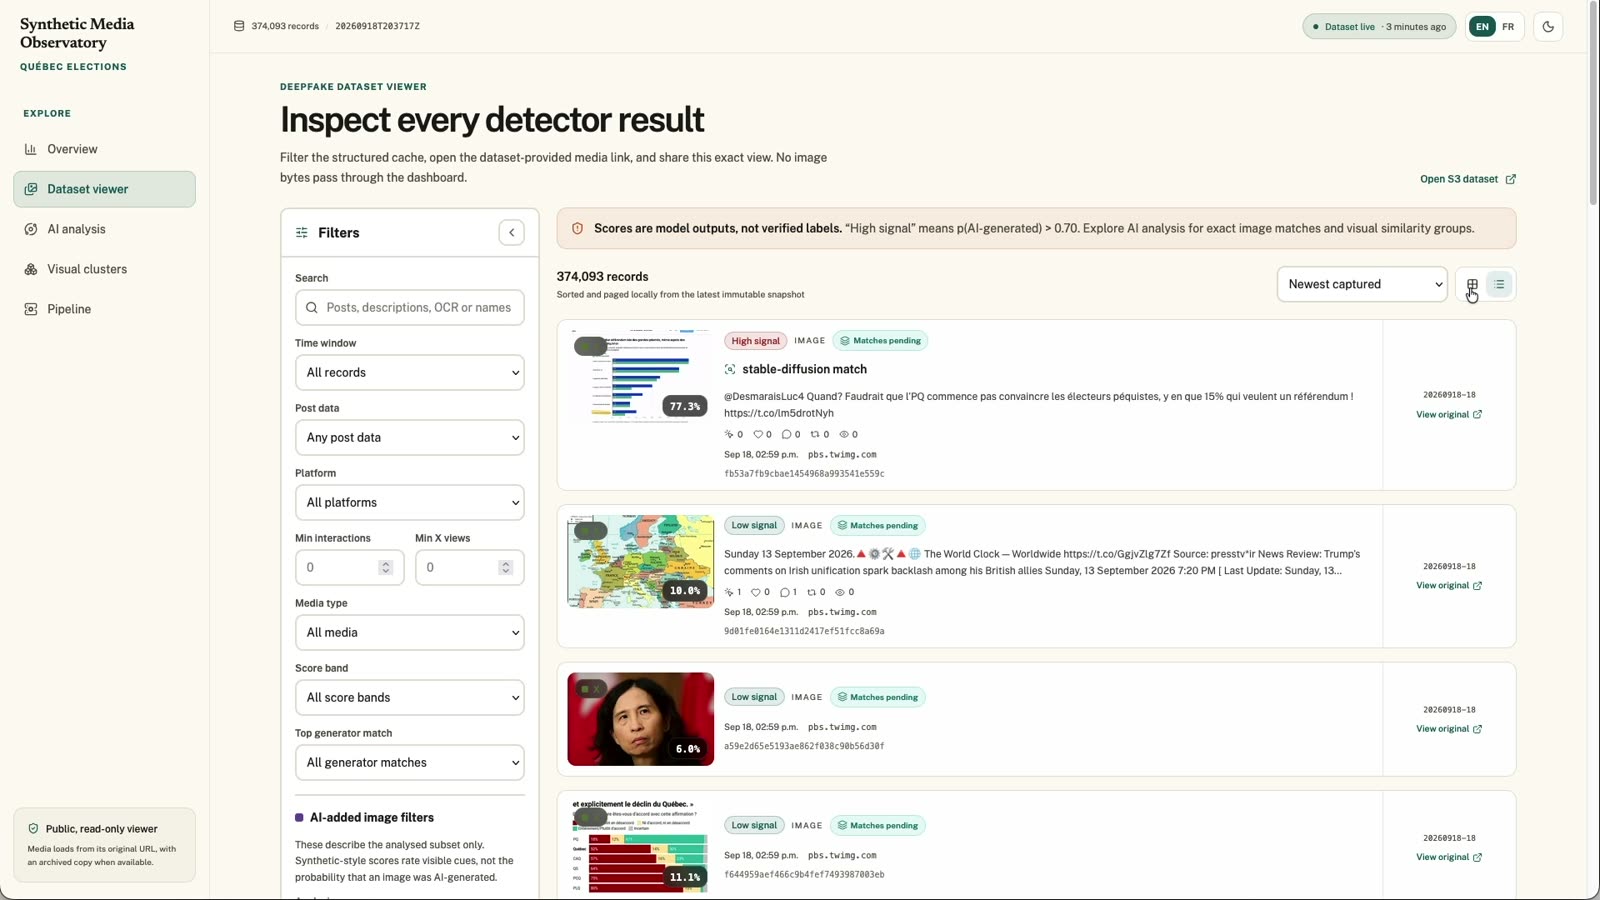 Synthetic Media
Observatory
QUÉBEC ELECTIONS
EXPLORE
Overview
Dataset viewer
AI analysis
Visual clusters
Pipeline
Public, read-only viewer
Media loads from its original URL, with
an archived copy when available.
374,093 records / 20260918T203717Z
Dataset live · 3 minutes ago
EN FR
DEEPFAKE DATASET VIEWER
Inspect every detector result
Filter the structured cache, open the dataset-provided media link, and share this exact view. No image
bytes pass through the dashboard.
Open S3 dataset
Filters
Search
Posts, descriptions, OCR or names
Time window
All records
Post data
Any post data
Platform
All platforms
Min interactions Min X views
0 0
Media type
All media
Score band
All score bands
Top generator match
All generator matches
AI-added image filters
These describe the analysed subset only.
Synthetic-style scores rate visible cues, not the
probability that an image was AI-generated.
Scores are model outputs, not verified labels. “High signal” means p(AI-generated) > 0.70. Explore AI analysis for exact image matches and visual similarity groups.
374,093 records
Sorted and paged locally from the latest immutable snapshot
Newest captured
77.3%
High signal IMAGE Matches pending
stable-diffusion match
@DesmaraisLuc4 Quand? Faudrait que l’PQ commence pas convaincre les électeurs péquistes, y en que 15% qui veulent un référendum !
https://t.co/lm5drotNyh
0 0 0 0 0
Sep 18, 02:59 p.m. pbs.twimg.com
fb53a7fb9cbae1454968a993541e559c
20260918-18
View original
10.0%
Low signal IMAGE Matches pending
Sunday 13 September 2026.🔺⚙️🛠️🔺🌐 The World Clock — Worldwide https://t.co/GgjvZlg7Zf Source: presstv*ir News Review: Trump’s
comments on Irish unification spark backlash among his British allies Sunday, 13 September 2026 7:20 PM [ Last Update: Sunday, 13...
1 0 1 0 0
Sep 18, 02:59 p.m. pbs.twimg.com
9d01fe0164e1311d2417ef51fcc8a69a
20260918-18
View original
X
6.0%
Low signal IMAGE Matches pending
Sep 18, 02:59 p.m. pbs.twimg.com
a59e2d65e5193ae862f038c90b56d30f
20260918-18
View original
et explicitement le déclin du Québec. »
11.1%
Low signal IMAGE Matches pending
Sep 18, 02:59 p.m. pbs.twimg.com
f644959aef466c9b4fef7493987003eb
20260918-18
View original